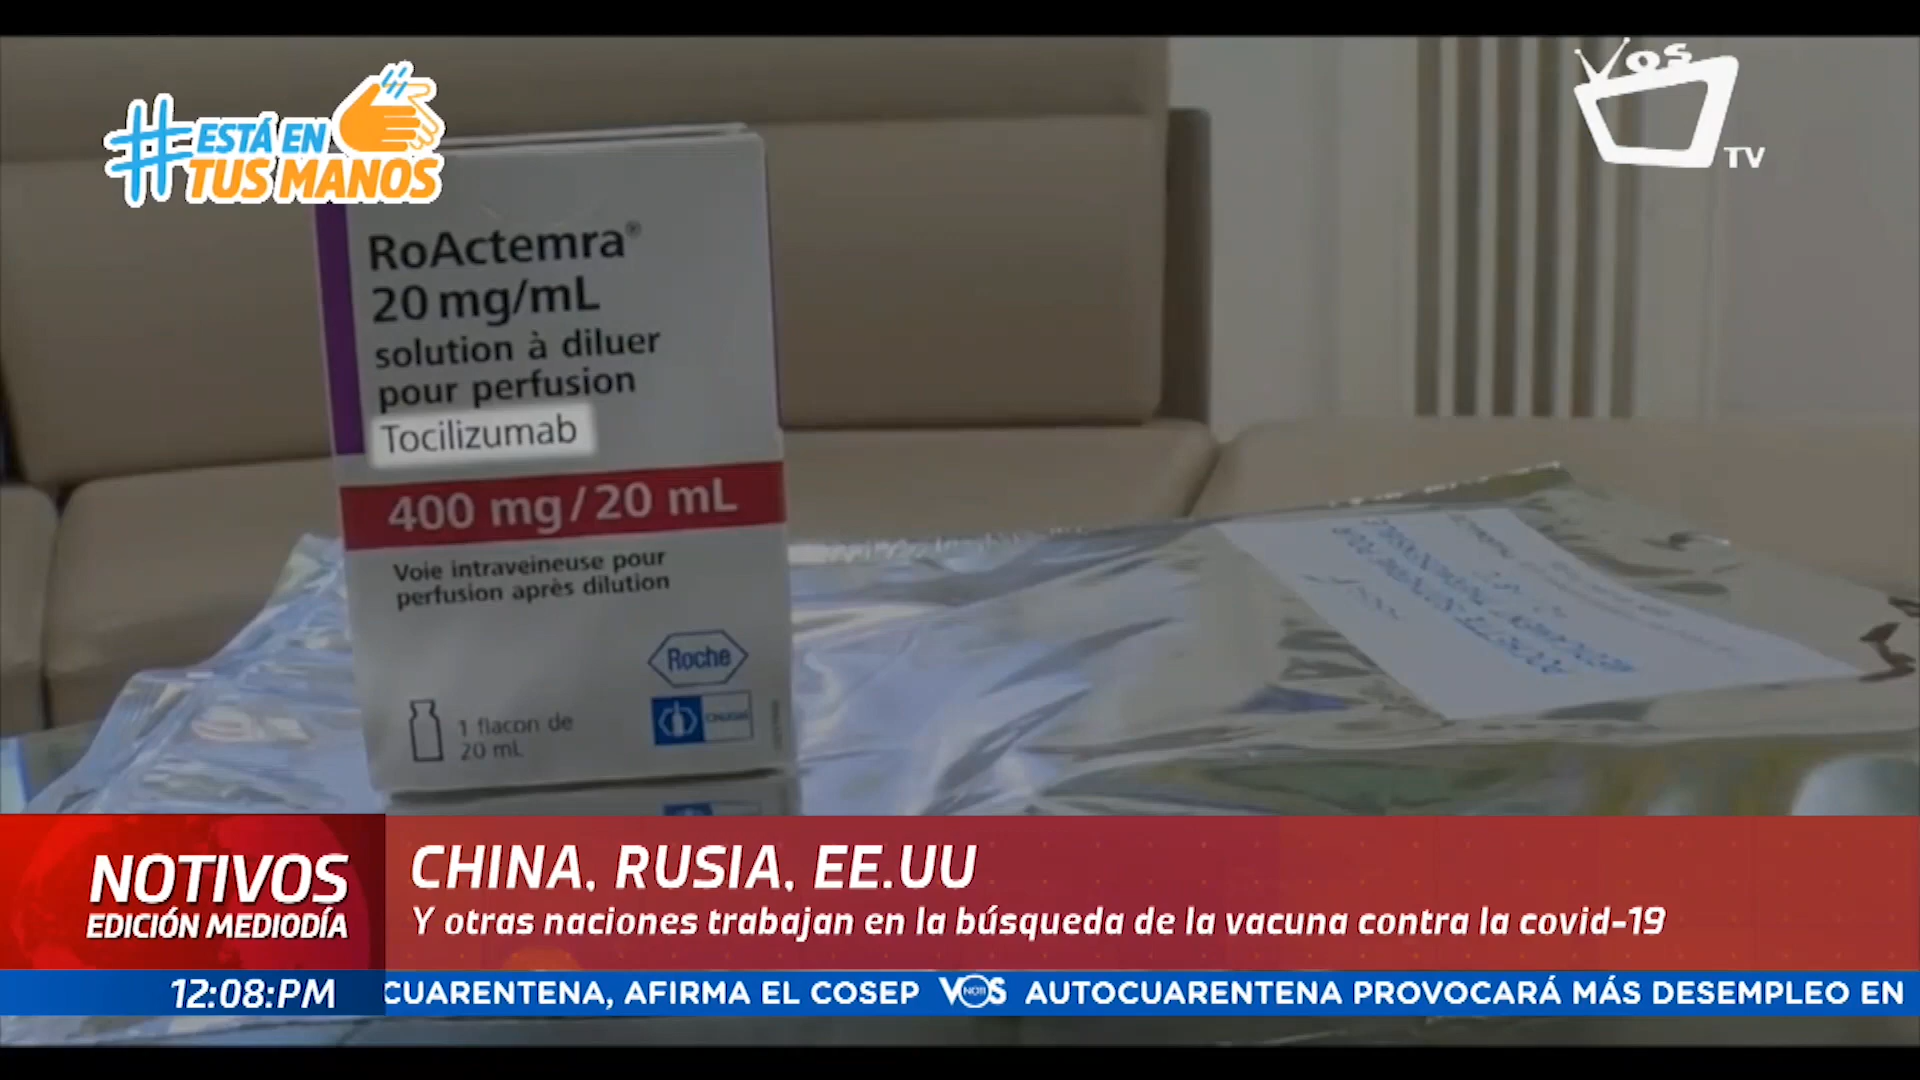 #ESTÁ EN
TUS MANOS
VOS
TV
RoActemra®
20 mg/mL
solution à diluer
pour perfusion
Tocilizumab
400 mg/20 mL
Voie intraveineuse pour
perfusion après dilution
Roche
CHUGAI
1 flacon de
20 mL
NOTIVOS
EDICIÓN MEDIODÍA
CHINA, RUSIA, EE.UU
Y otras naciones trabajan en la búsqueda de la vacuna contra la covid-19
12:08:PM
CUARENTENA, AFIRMA EL COSEP VOS NOTI AUTOCUARENTENA PROVOCARÁ MÁS DESEMPLEO EN